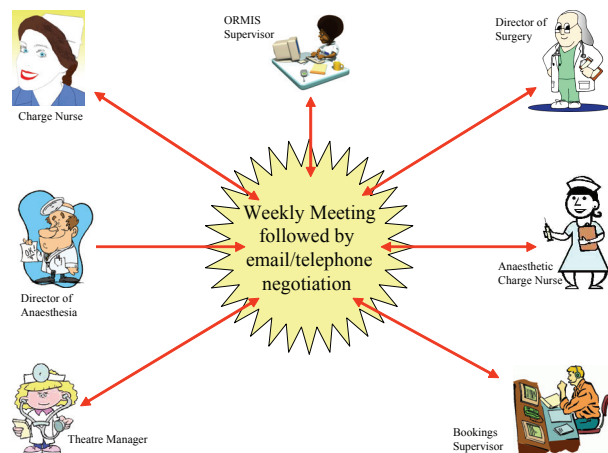 ORMIS
Supervisor
Director of
Surgery
Charge Nurse
Weekly Meeting
followed by
email/telephone
negotiation
Director of
Anaesthesia
Anaesthetic
Charge Nurse
Theatre Manager
Bookings
Supervisor